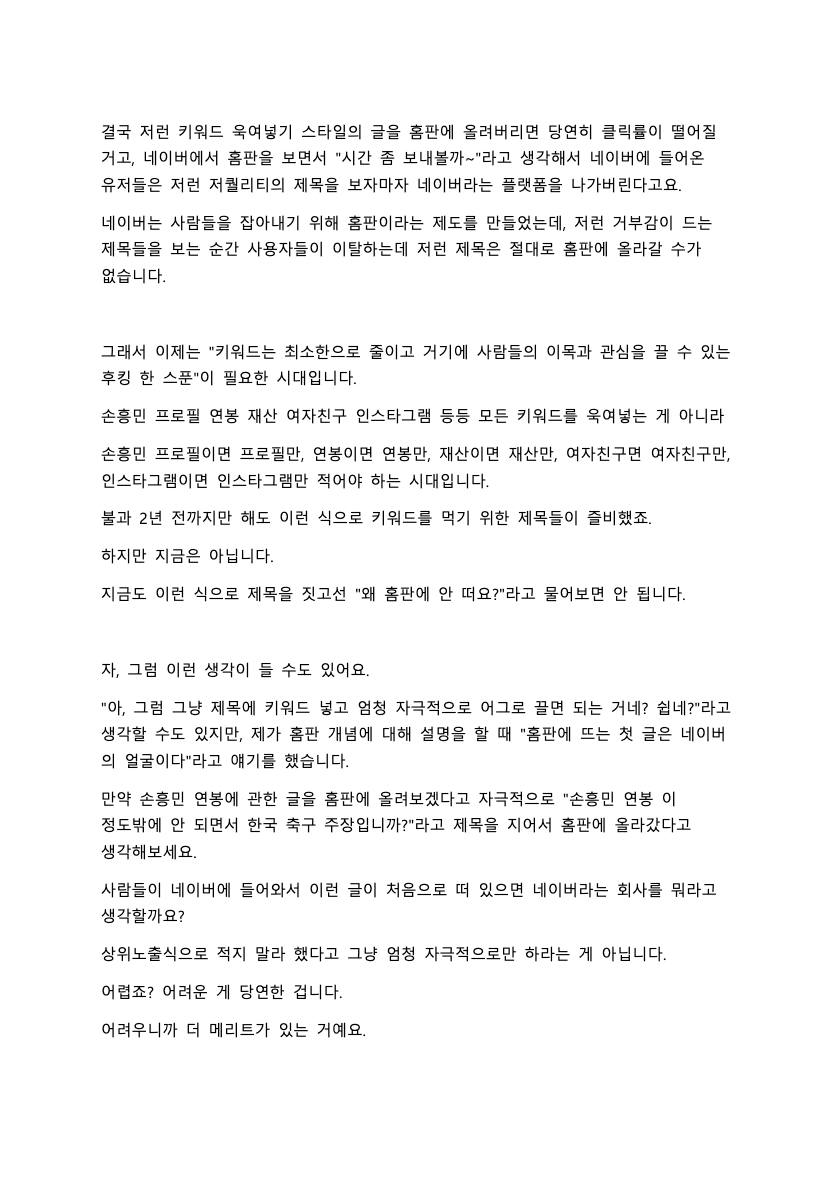 결국 저런 키워드 욱여넣기 스타일의 글을 홈판에 올려버리면 당연히 클릭률이 떨어질
거고, 네이버에서 홈판을 보면서 "시간 좀 보내볼까~"라고 생각해서 네이버에 들어온
유저들은 저런 저퀄리티의 제목을 보자마자 네이버라는 플랫폼을 나가버린다고요.
네이버는 사람들을 잡아내기 위해 홈판이라는 제도를 만들었는데, 저런 거부감이 드는
제목들을 보는 순간 사용자들이 이탈하는데 저런 제목은 절대로 홈판에 올라갈 수가
없습니다.
그래서 이제는 "키워드는 최소한으로 줄이고 거기에 사람들의 이목과 관심을 끌 수 있는
후킹 한 스푼"이 필요한 시대입니다.
손흥민 프로필 연봉 재산 여자친구 인스타그램 등등 모든 키워드를 욱여넣는 게 아니라
손흥민 프로필이면 프로필만, 연봉이면 연봉만, 재산이면 재산만, 여자친구면 여자친구만,
인스타그램이면 인스타그램만 적어야 하는 시대입니다.
불과 2년 전까지만 해도 이런 식으로 키워드를 먹기 위한 제목들이 즐비했죠.
하지만 지금은 아닙니다.
지금도 이런 식으로 제목을 짓고선 "왜 홈판에 안 떠요?"라고 물어보면 안 됩니다.
자, 그럼 이런 생각이 들 수도 있어요.
"아, 그럼 그냥 제목에 키워드 넣고 엄청 자극적으로 어그로 끌면 되는 거네? 쉽네?"라고
생각할 수도 있지만, 제가 홈판 개념에 대해 설명을 할 때 "홈판에 뜨는 첫 글은 네이버
의 얼굴이다"라고 얘기를 했습니다.
만약 손흥민 연봉에 관한 글을 홈판에 올려보겠다고 자극적으로 "손흥민 연봉 이
정도밖에 안 되면서 한국 축구 주장입니까?"라고 제목을 지어서 홈판에 올라갔다고
생각해보세요.
사람들이 네이버에 들어와서 이런 글이 처음으로 떠 있으면 네이버라는 회사를 뭐라고
생각할까요?
상위노출식으로 적지 말라 했다고 그냥 엄청 자극적으로만 하라는 게 아닙니다.
어렵죠? 어려운 게 당연한 겁니다.
어려우니까 더 메리트가 있는 거예요.